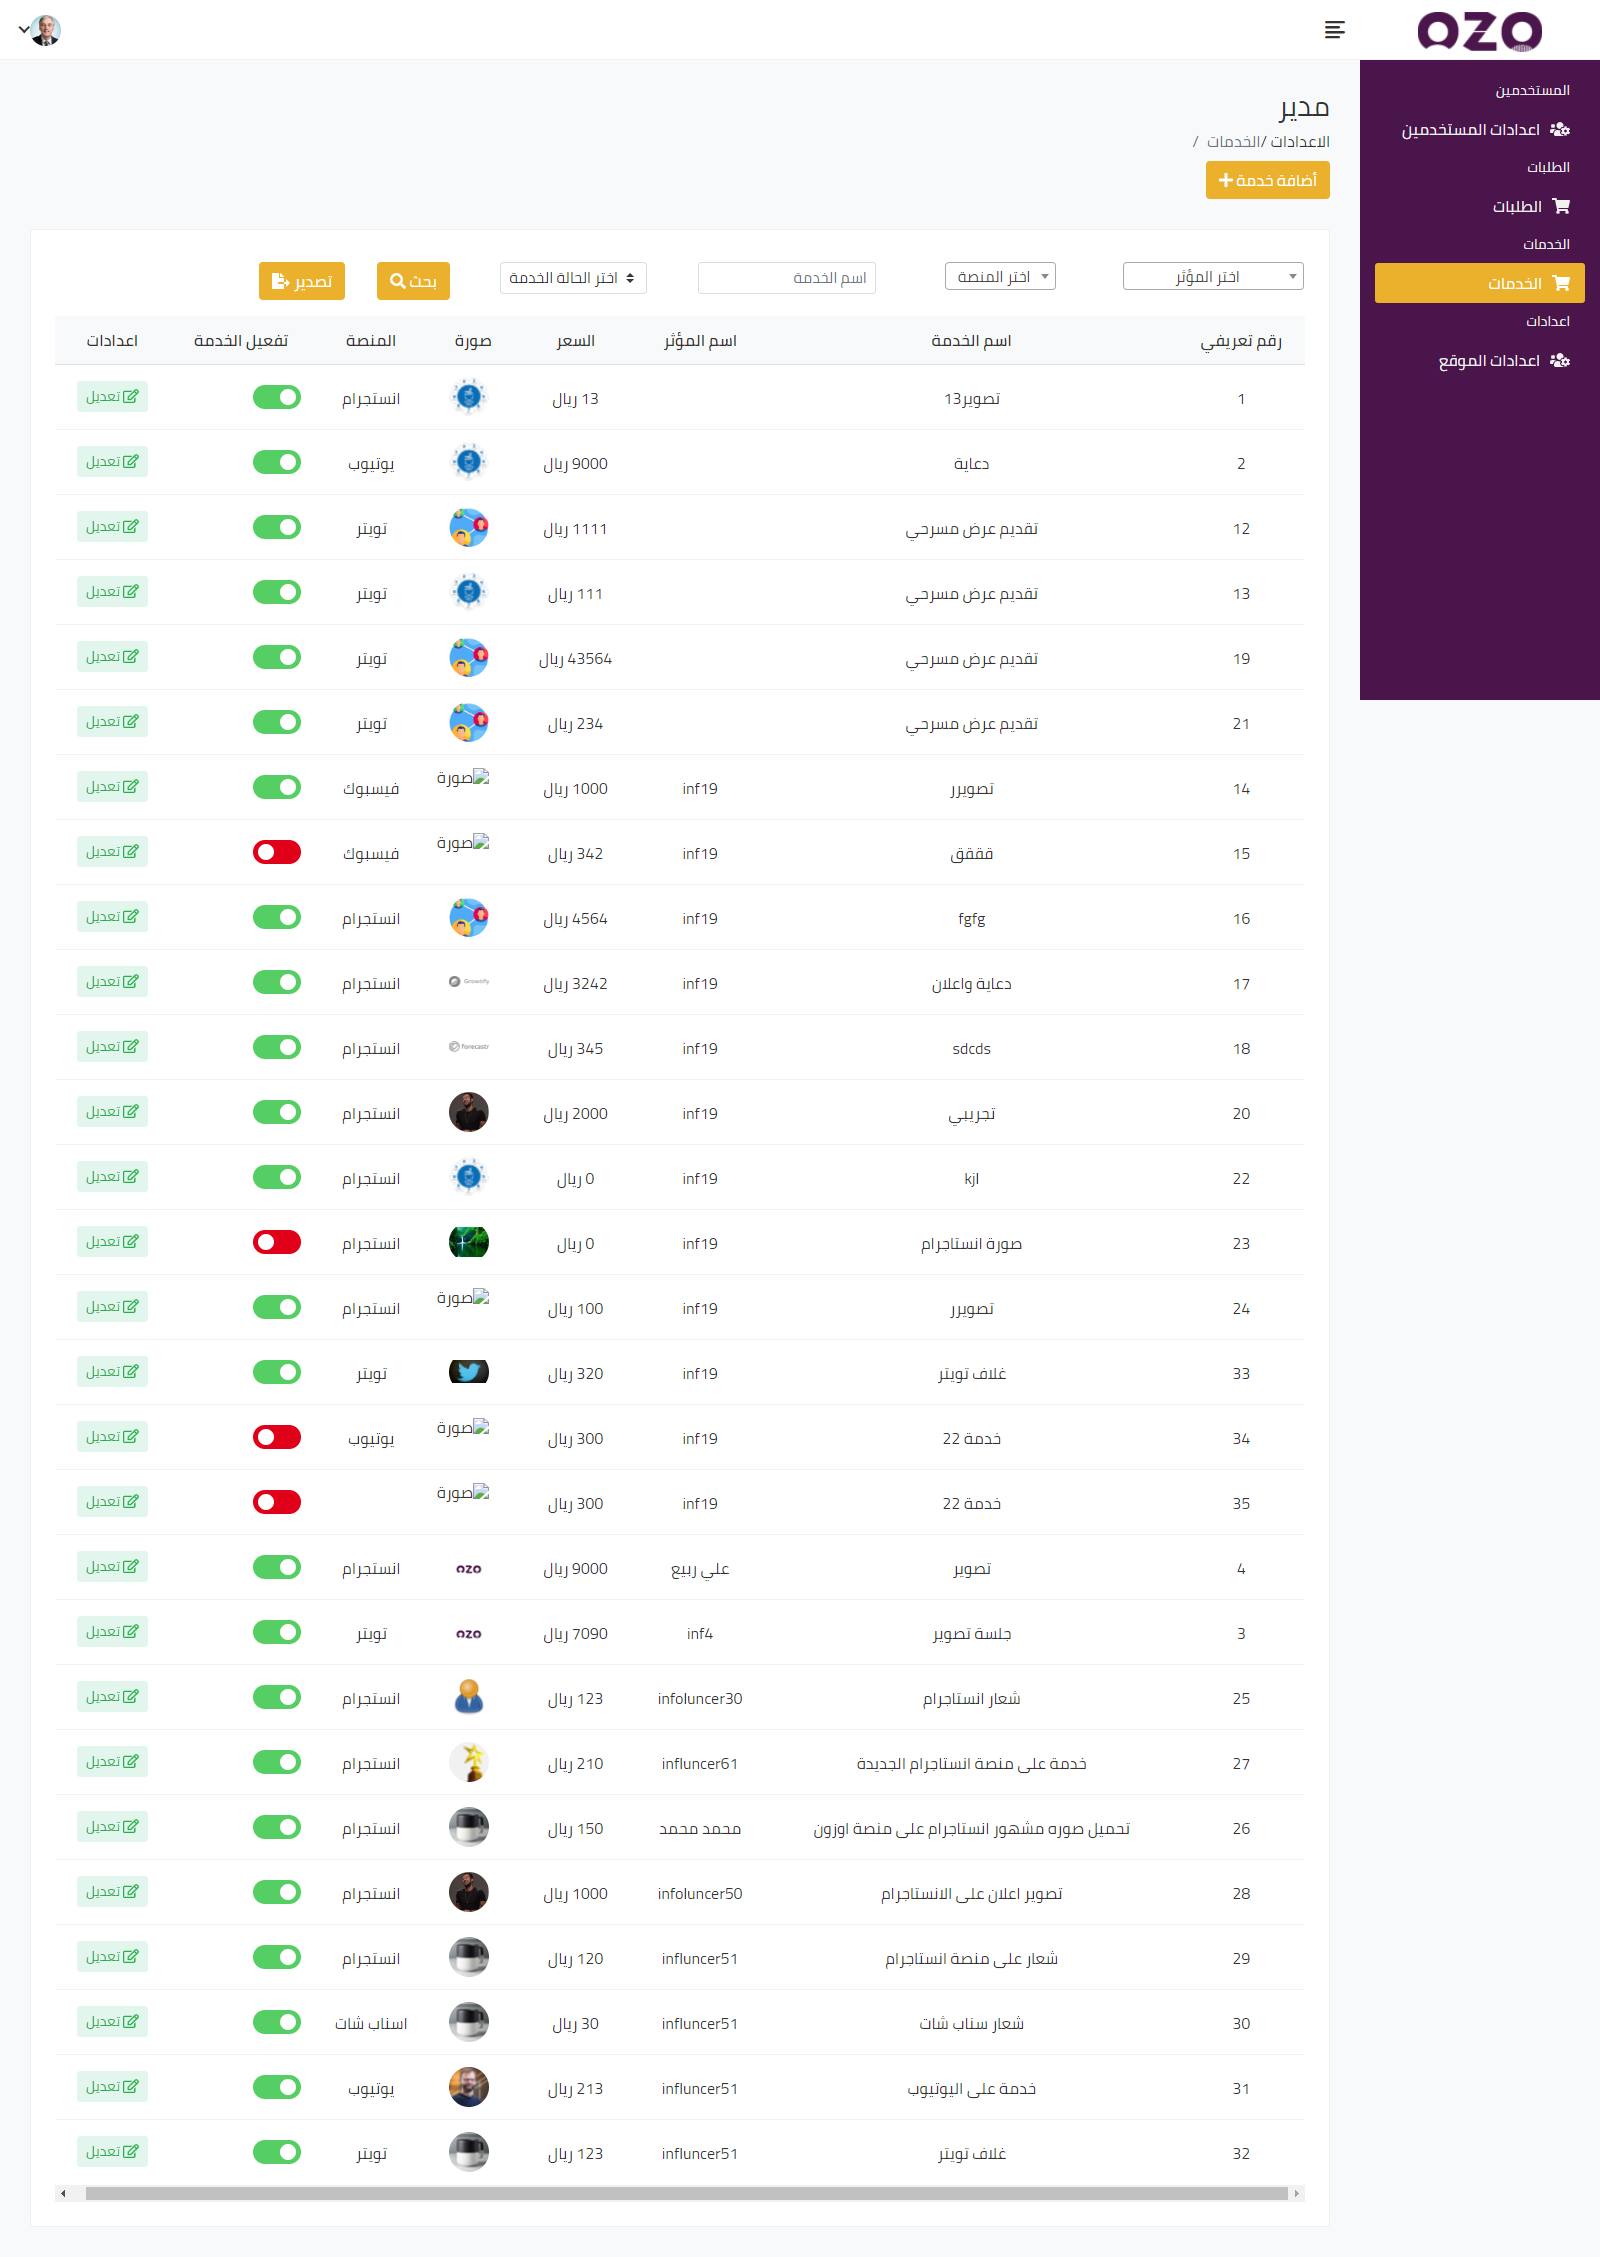 ozo
المستخدمين
اعدادات المستخدمين
الطلبات
الطلبات
الخدمات
الخدمات
اعدادات
اعدادات الموقع
مدير
الاعدادات /الخدمات /
أضافة خدمة
اختر المؤثر اختر المنصة اسم الخدمة اختر الحالة الخدمة بحث تصدير
رقم تعريفي اسم الخدمة اسم المؤثر السعر صورة المنصة تفعيل الخدمة اعدادات
1 تصوير13 13 ريال انستجرام تعديل
2 دعاية 9000 ريال يوتيوب تعديل
12 تقديم عرض مسرحي 1111 ريال تويتر تعديل
13 تقديم عرض مسرحي 111 ريال تويتر تعديل
19 تقديم عرض مسرحي 43564 ريال تويتر تعديل
21 تقديم عرض مسرحي 234 ريال تويتر تعديل
14 تصويرر inf19 1000 ريال صورة فيسبوك تعديل
15 قققق inf19 342 ريال صورة فيسبوك تعديل
16 fgfg inf19 4564 ريال انستجرام تعديل
17 دعاية واعلان inf19 3242 ريال Grownify انستجرام تعديل
18 sdcds inf19 345 ريال Forecastr انستجرام تعديل
20 تجريبي inf19 2000 ريال انستجرام تعديل
22 kjl inf19 0 ريال انستجرام تعديل
23 صورة انستاجرام inf19 0 ريال انستجرام تعديل
24 تصويرر inf19 100 ريال صورة انستجرام تعديل
33 غلاف تويتر inf19 320 ريال تويتر تعديل
34 خدمة 22 inf19 300 ريال صورة يوتيوب تعديل
35 خدمة 22 inf19 300 ريال صورة تعديل
4 تصوير علي ربيع 9000 ريال ozo انستجرام تعديل
3 جلسة تصوير inf4 7090 ريال ozo تويتر تعديل
25 شعار انستاجرام infoluncer30 123 ريال انستجرام تعديل
27 خدمة على منصة انستاجرام الجديدة influncer61 210 ريال انستجرام تعديل
26 تحميل صوره مشهور انستاجرام على منصة اوزون محمد محمد 150 ريال انستجرام تعديل
28 تصوير اعلان على الانستاجرام infoluncer50 1000 ريال انستجرام تعديل
29 شعار على منصة انستاجرام influncer51 120 ريال انستجرام تعديل
30 شعار سناب شات influncer51 30 ريال اسناب شات تعديل
31 خدمة على اليوتيوب influncer51 213 ريال يوتيوب تعديل
32 غلاف تويتر influncer51 123 ريال تويتر تعديل